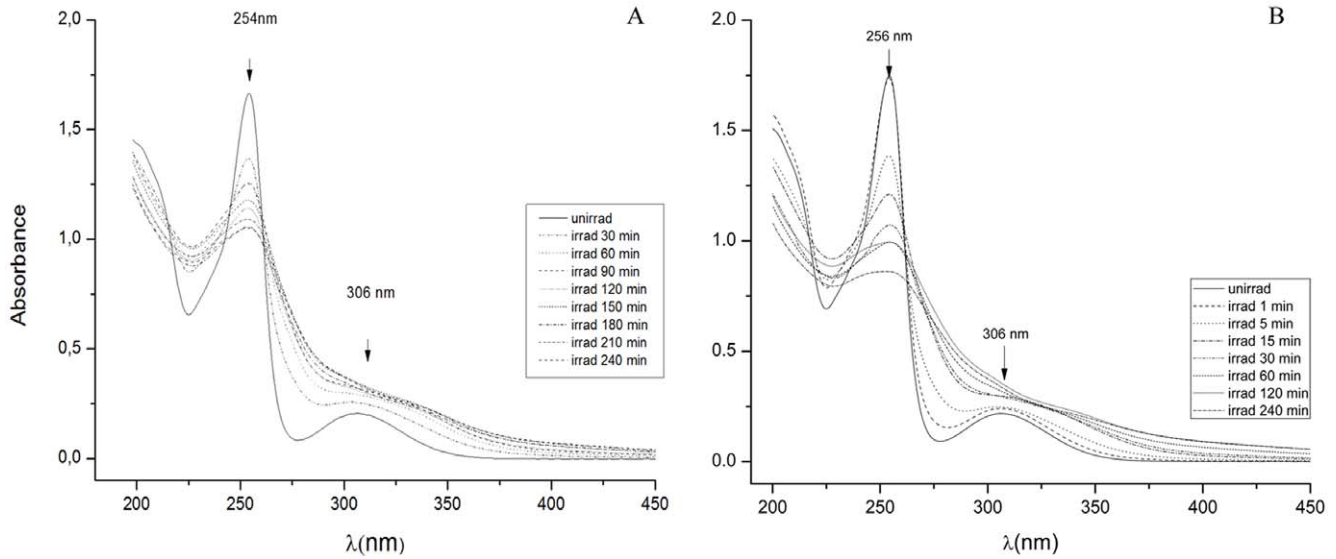 A
254nm
2,0
1,5
1,0
0,5
0,0
Absorbance
306 nm
unirrad
irrad 30 min
irrad 60 min
irrad 90 min
irrad 120 min
irrad 150 min
irrad 180 min
irrad 210 min
irrad 240 min
200 250 300 350 400 450
λ(nm)
B
256 nm
2.0
1.5
1.0
0.5
0.0
306 nm
unirrad
irrad 1 min
irrad 5 min
irrad 15 min
irrad 30 min
irrad 60 min
irrad 120 min
irrad 240 min
200 250 300 350 400 450
λ(nm)